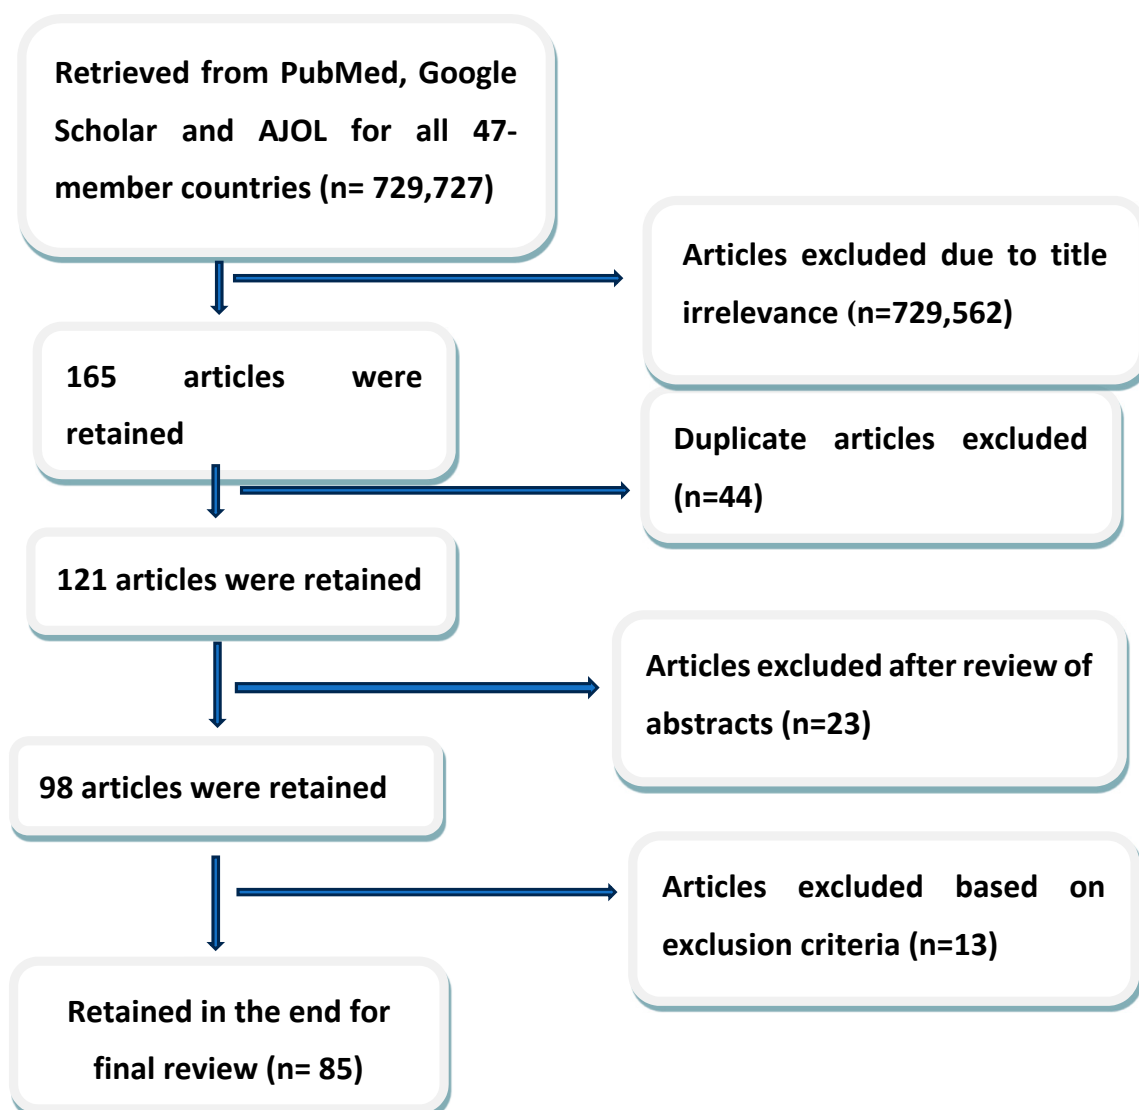 Retrieved from PubMed, Google
Scholar and AJOL for all 47-
member countries (n= 729,727)
Articles excluded due to title
irrelevance (n=729,562)
165 articles were
retained
Duplicate articles excluded
(n=44)
121 articles were retained
Articles excluded after review of
abstracts (n=23)
98 articles were retained
Articles excluded based on
exclusion criteria (n=13)
Retained in the end for
final review (n= 85)